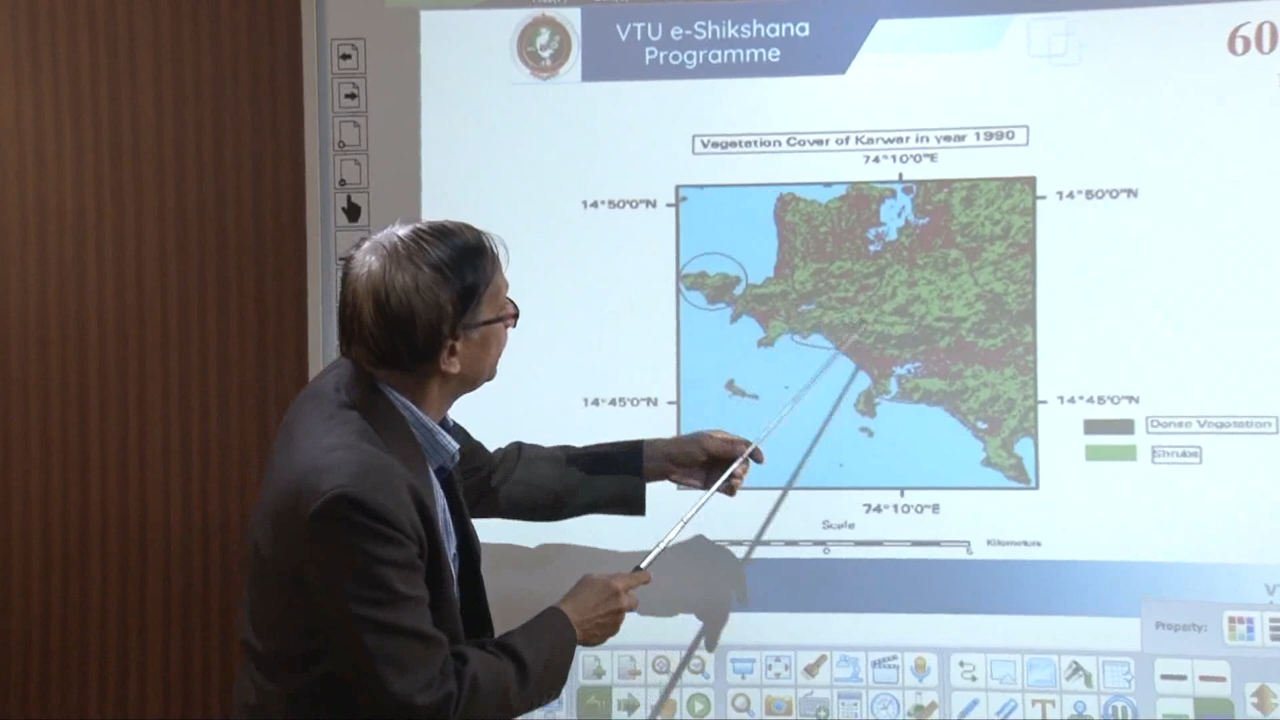 VTU e-Shikshana
Programme
60
Vegetation Cover of Karwar in year 1990
74°10'0"E
14°50'0"N
14°50'0"N
14°45'0"N
14°45'0"N
Dense Vegetation
Shrubs
74°10'0"E
Scale
Kilometers
0
6
V
Property:
T